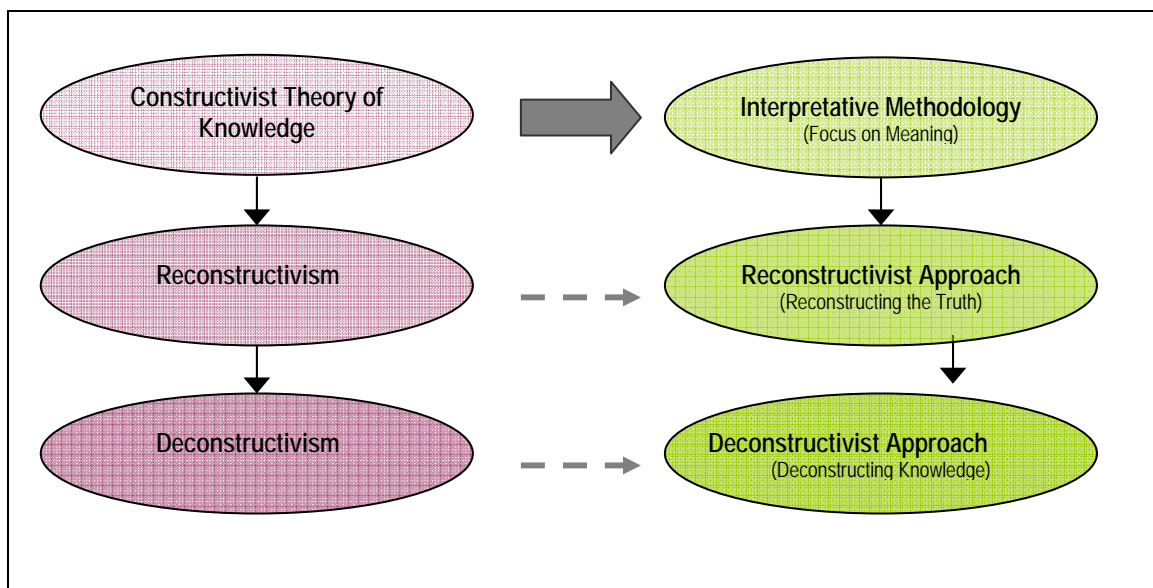 Constructivist Theory of
Knowledge
Interpretative Methodology
(Focus on Meaning)
Reconstructivism
Reconstructivist Approach
(Reconstructing the Truth)
Deconstructivism
Deconstructivist Approach
(Deconstructing Knowledge)